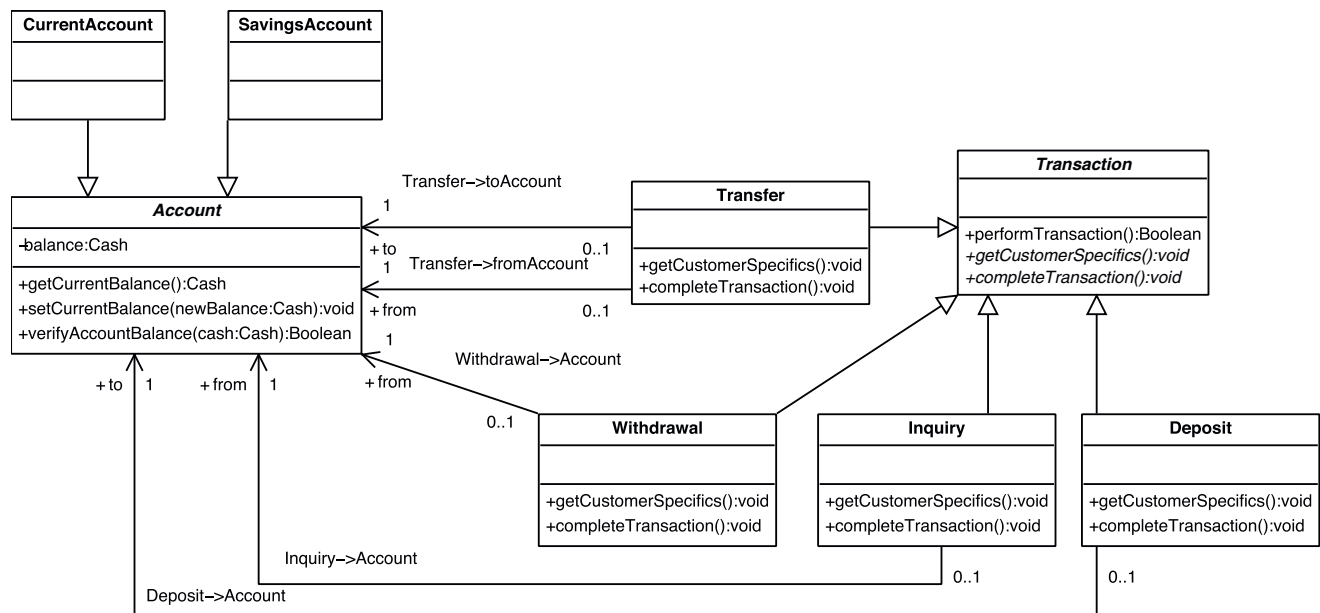 CurrentAccount
SavingsAccount
Account
-balance:Cash
+getCurrentBalance():Cash
+setCurrentBalance(newBalance:Cash):void
+verifyAccountBalance(cash:Cash):Boolean
Transfer->toAccount
1
+ to
0..1
Transfer->fromAccount
1
+ from
0..1
Transfer
+getCustomerSpecifics():void
+completeTransaction():void
Transaction
+performTransaction():Boolean
+getCustomerSpecifics():void
+completeTransaction():void
1
Withdrawal->Account
+ from
0..1
+ to 1
+ from 1
Withdrawal
+getCustomerSpecifics():void
+completeTransaction():void
Inquiry
+getCustomerSpecifics():void
+completeTransaction():void
Deposit
+getCustomerSpecifics():void
+completeTransaction():void
Inquiry->Account
0..1
0..1
Deposit->Account